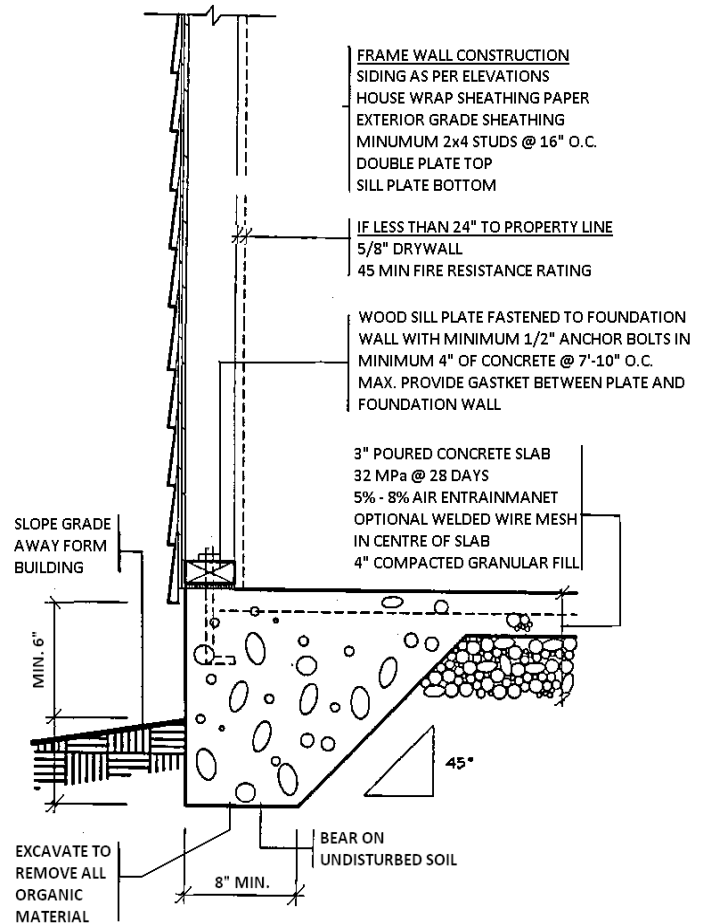 FRAME WALL CONSTRUCTION
SIDING AS PER ELEVATIONS
HOUSE WRAP SHEATHING PAPER
EXTERIOR GRADE SHEATHING
MINUMUM 2x4 STUDS @ 16" O.C.
DOUBLE PLATE TOP
SILL PLATE BOTTOM
IF LESS THAN 24" TO PROPERTY LINE
5/8" DRYWALL
45 MIN FIRE RESISTANCE RATING
WOOD SILL PLATE FASTENED TO FOUNDATION
WALL WITH MINIMUM 1/2" ANCHOR BOLTS IN
MINIMUM 4" OF CONCRETE @ 7'-10" O.C.
MAX. PROVIDE GASTKET BETWEEN PLATE AND
FOUNDATION WALL
3" POURED CONCRETE SLAB
32 MPa @ 28 DAYS
5% - 8% AIR ENTRAINMANET
OPTIONAL WELDED WIRE MESH
IN CENTRE OF SLAB
4" COMPACTED GRANULAR FILL
SLOPE GRADE
AWAY FORM
BUILDING
MIN. 6"
45°
BEAR ON
UNDISTURBED SOIL
EXCAVATE TO
REMOVE ALL
ORGANIC
MATERIAL
8" MIN.